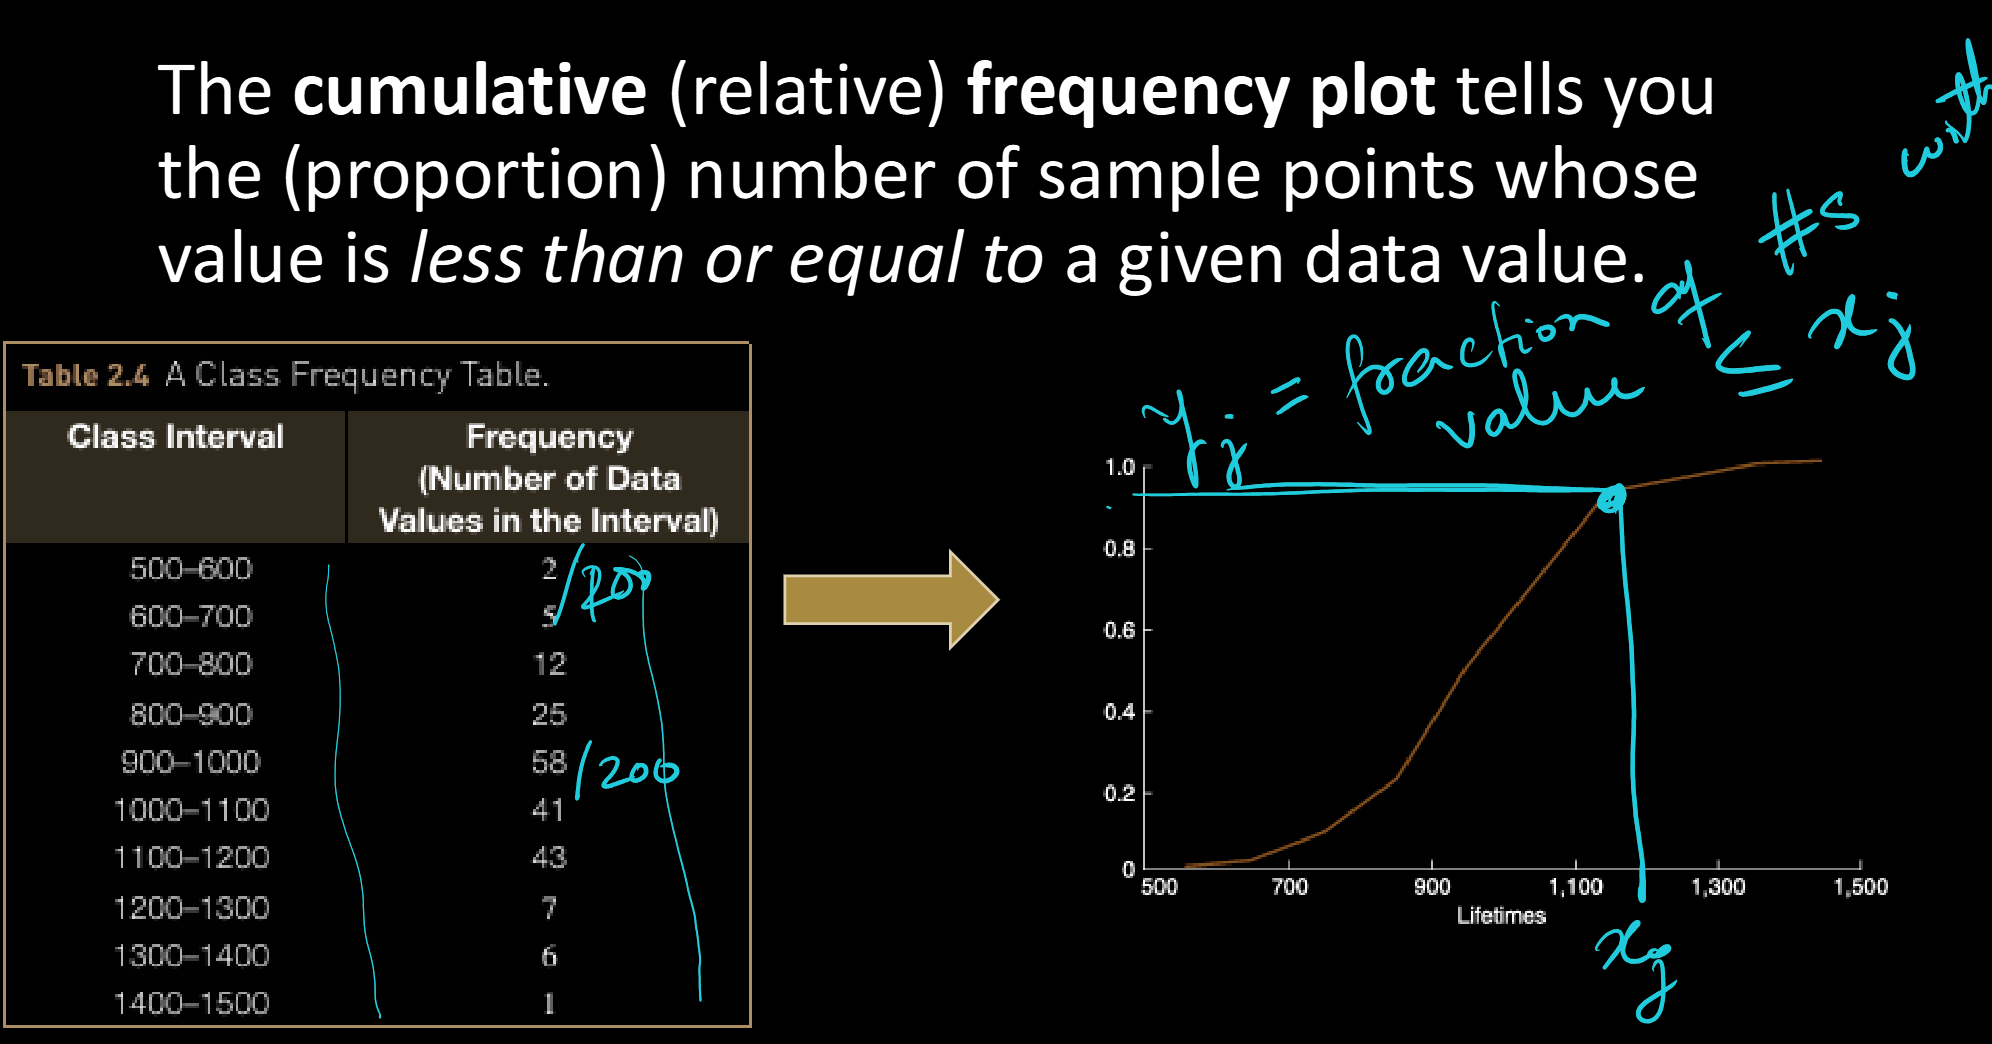 The cumulative (relative) frequency plot tells you
the (proportion) number of sample points whose
value is less than or equal to a given data value.
yj = fraction of #s with
value ≤ xj
Table 2.4 A Class Frequency Table.
Class Interval
Frequency
(Number of Data
Values in the Interval)
500–600 2 /200
600–700 5
700–800 12
800–900 25
900–1000 58 /200
1000–1100 41
1100–1200 43
1200–1300 7
1300–1400 6
1400–1500 1
1.0
0.8
0.6
0.4
0.2
0
500 700 900 1,100 1,300 1,500
Lifetimes
xj